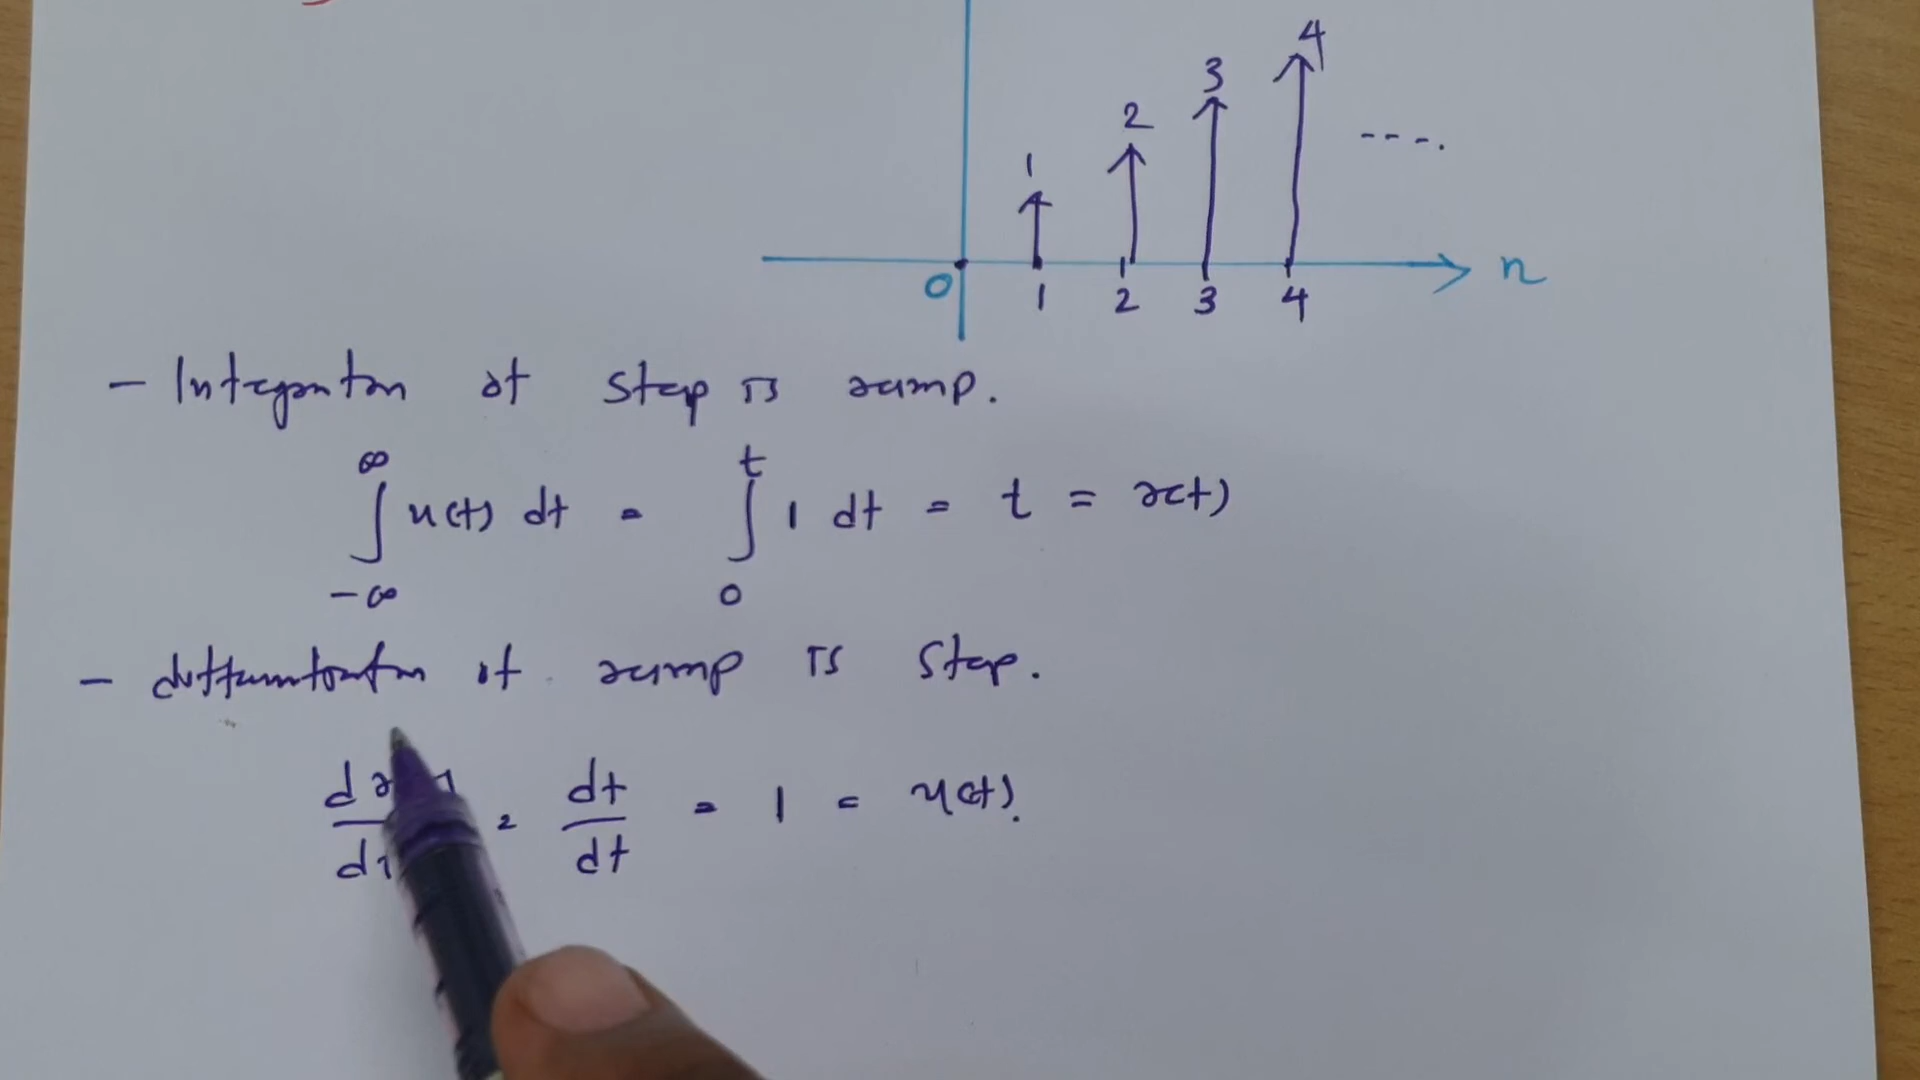 4
3
2
1
----.
n
0 1 2 3 4
- Integration of step is ramp.
∞ t
∫ u(t) dt = ∫ 1 dt = t = r(t)
-∞ 0
- differentiation of ramp is step.
dt
= — = 1 = u(t).
dt